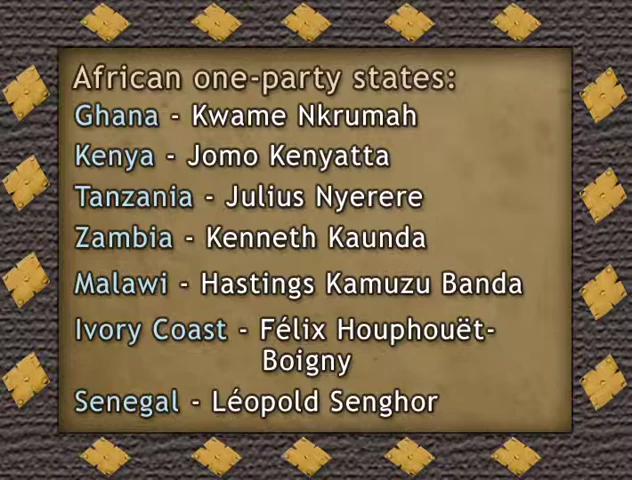 African one-party states:
Ghana - Kwame Nkrumah
Kenya - Jomo Kenyatta
Tanzania - Julius Nyerere
Zambia - Kenneth Kaunda
Malawi - Hastings Kamuzu Banda
Ivory Coast - Félix Houphouët-
Boigny
Senegal - Léopold Senghor